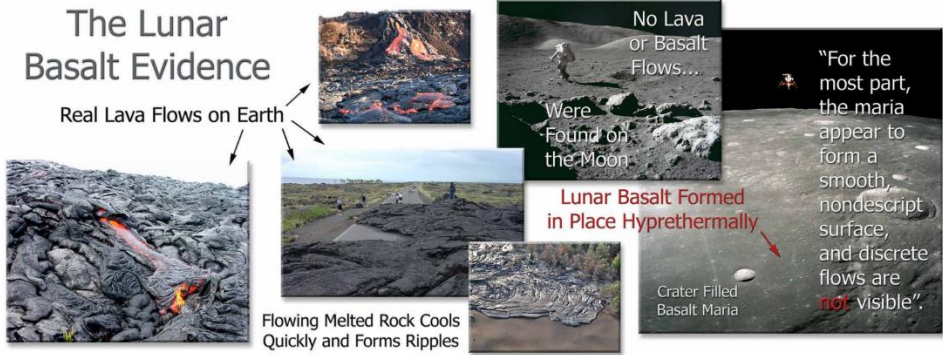 The Lunar
Basalt Evidence
Real Lava Flows on Earth
Flowing Melted Rock Cools
Quickly and Forms Ripples
No Lava
or Basalt
Flows...
Were
Found on
the Moon
Lunar Basalt Formed
in Place Hyprethermally
Crater Filled
Basalt Maria
“For the
most part,
the maria
appear to
form a
smooth,
nondescript
surface,
and discrete
flows are
not visible”.